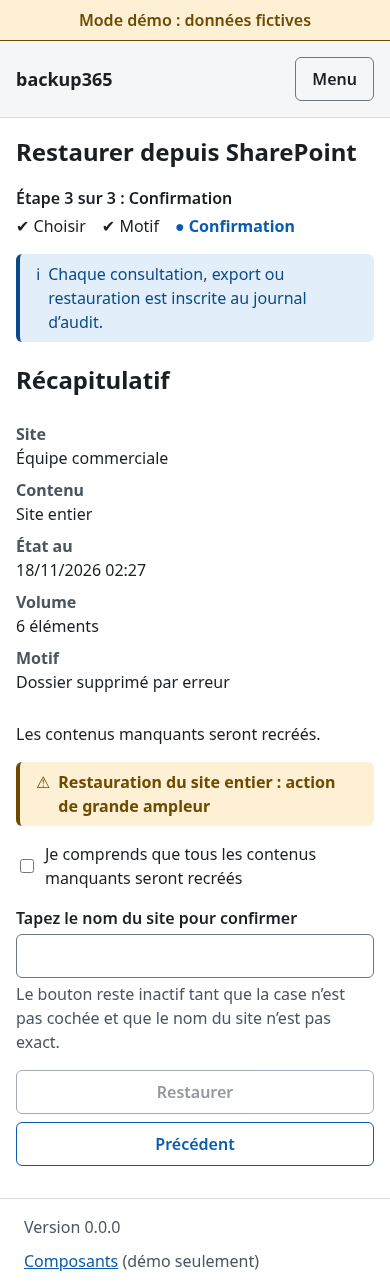 Mode démo : données fictives
backup365
Menu
Restaurer depuis SharePoint
Étape 3 sur 3 : Confirmation
✔ Choisir ✔ Motif ● Confirmation
i Chaque consultation, export ou
restauration est inscrite au journal
d’audit.
Récapitulatif
Site
Équipe commerciale
Contenu
Site entier
État au
18/11/2026 02:27
Volume
6 éléments
Motif
Dossier supprimé par erreur
Les contenus manquants seront recréés.
⚠ Restauration du site entier : action
de grande ampleur
Je comprends que tous les contenus
manquants seront recréés
Tapez le nom du site pour confirmer
Le bouton reste inactif tant que la case n’est
pas cochée et que le nom du site n’est pas
exact.
Restaurer
Précédent
Version 0.0.0
Composants (démo seulement)